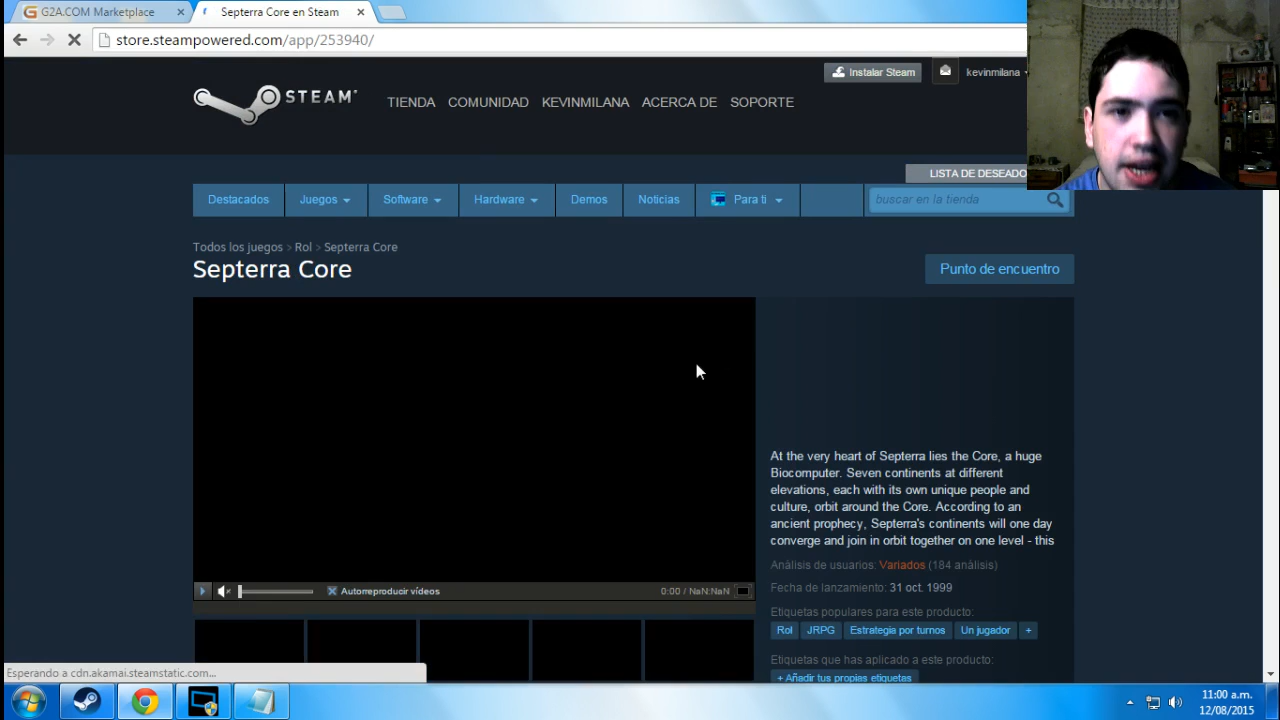 G2A.COM Marketplace
Septerra Core en Steam
store.steampowered.com/app/253940/
Instalar Steam
kevinmilana
STEAM
TIENDA COMUNIDAD KEVINMILANA ACERCA DE SOPORTE
LISTA DE DESEADO
Destacados Juegos Software Hardware Demos Noticias Para ti buscar en la tienda
Todos los juegos > Rol > Septerra Core
Septerra Core
Punto de encuentro
At the very heart of Septerra lies the Core, a huge
Biocomputer. Seven continents at different
elevations, each with its own unique people and
culture, orbit around the Core. According to an
ancient prophecy, Septerra's continents will one day
converge and join in orbit together on one level - this
Análisis de usuarios: Variados (184 análisis)
Fecha de lanzamiento: 31 oct. 1999
Autorreproducir vídeos
0:00 / NaN:NaN
Etiquetas populares para este producto:
Rol JRPG Estrategia por turnos Un jugador +
Etiquetas que has aplicado a este producto:
+ Añadir tus propias etiquetas
Esperando a cdn.akamai.steamstatic.com...
11:00 a.m.
12/08/2015